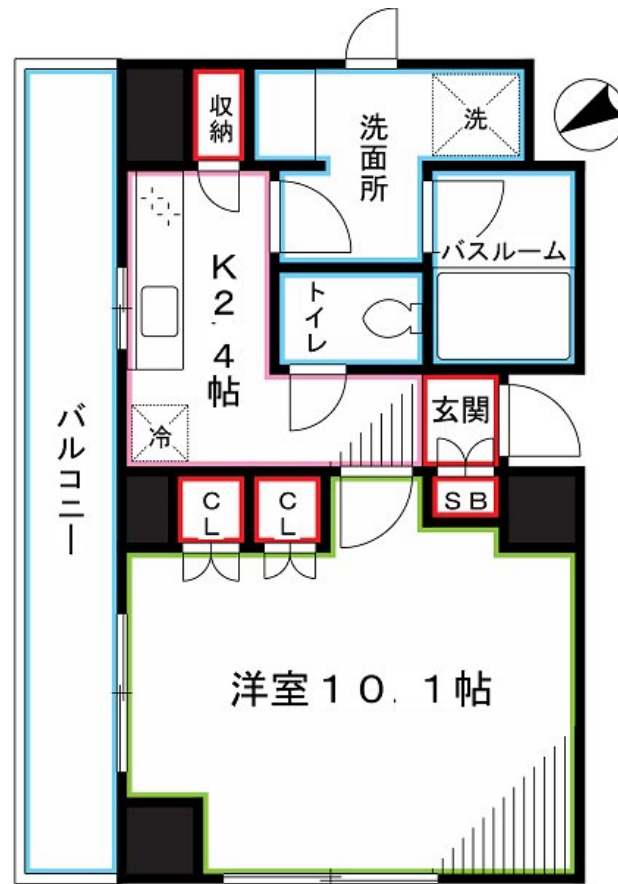 収納
洗面所
洗
バスルーム
K2.4帖
トイレ
冷
玄関
バルコニー
CL
CL
SB
洋室10.1帖